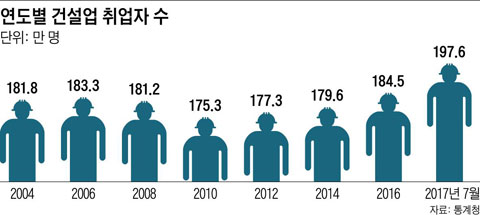 연도별 건설업 취업자 수
단위: 만 명
181.8 183.3 181.2 175.3 177.3 179.6 184.5 197.6
2004 2006 2008 2010 2012 2014 2016 2017년 7월
자료: 통계청